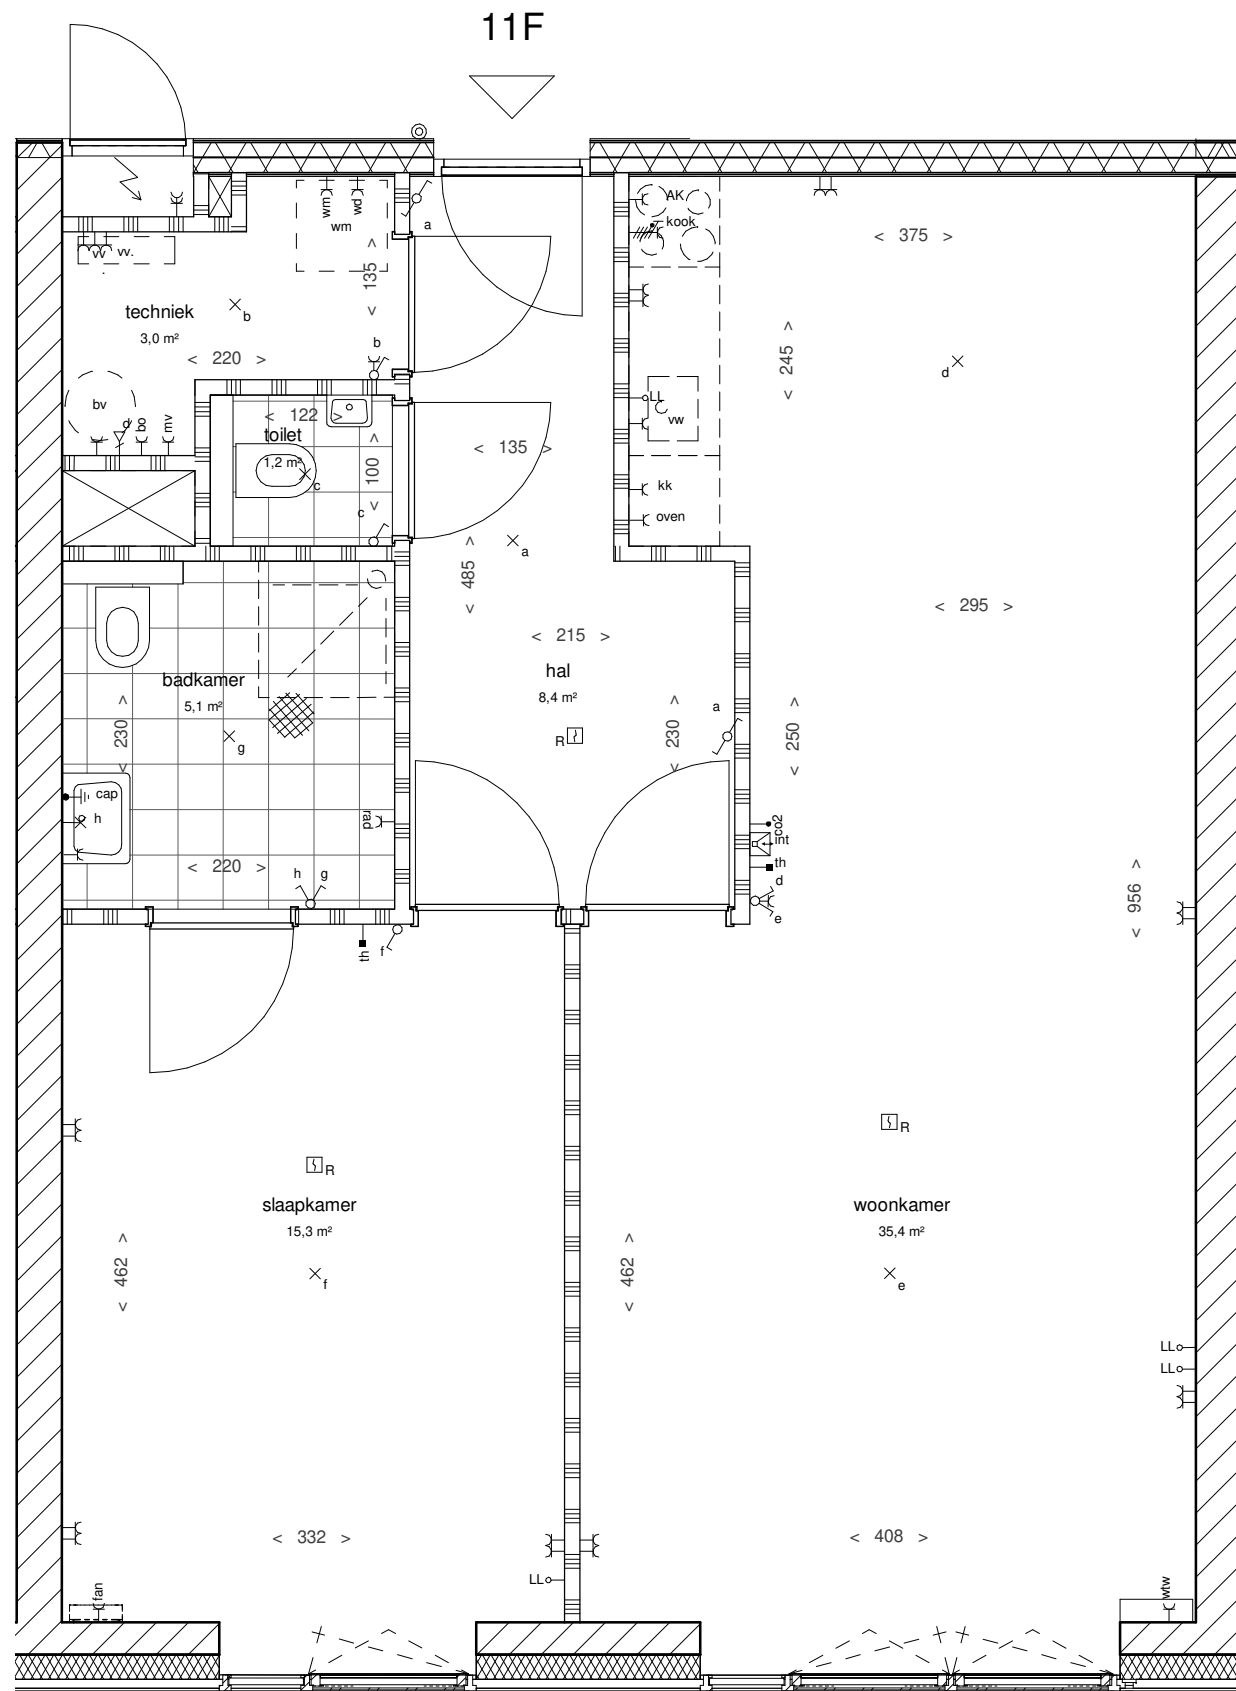 11F
wm
wd
wm
a
AK
kook
< 375 >
vv
vv.
< 135 >
techniek
3,0 m²
b
< 220 >
b
< 245 >
d
bv
d
bo
mv
< 122 >
toilet
1,2 m²
c
< 100 >
c
< 135 >
LL
vw
kk
oven
a
< 485 >
< 295 >
< 215 >
hal
8,4 m²
R
badkamer
5,1 m²
g
< 230 >
< 230 >
a
< 250 >
cap
h
rad
< 220 >
h
g
co2
int
th
d
e
< 956 >
th
f
R
R
slaapkamer
15,3 m²
f
woonkamer
35,4 m²
e
< 462 >
< 462 >
LL
LL
< 332 >
< 408 >
LL
fan
wtw